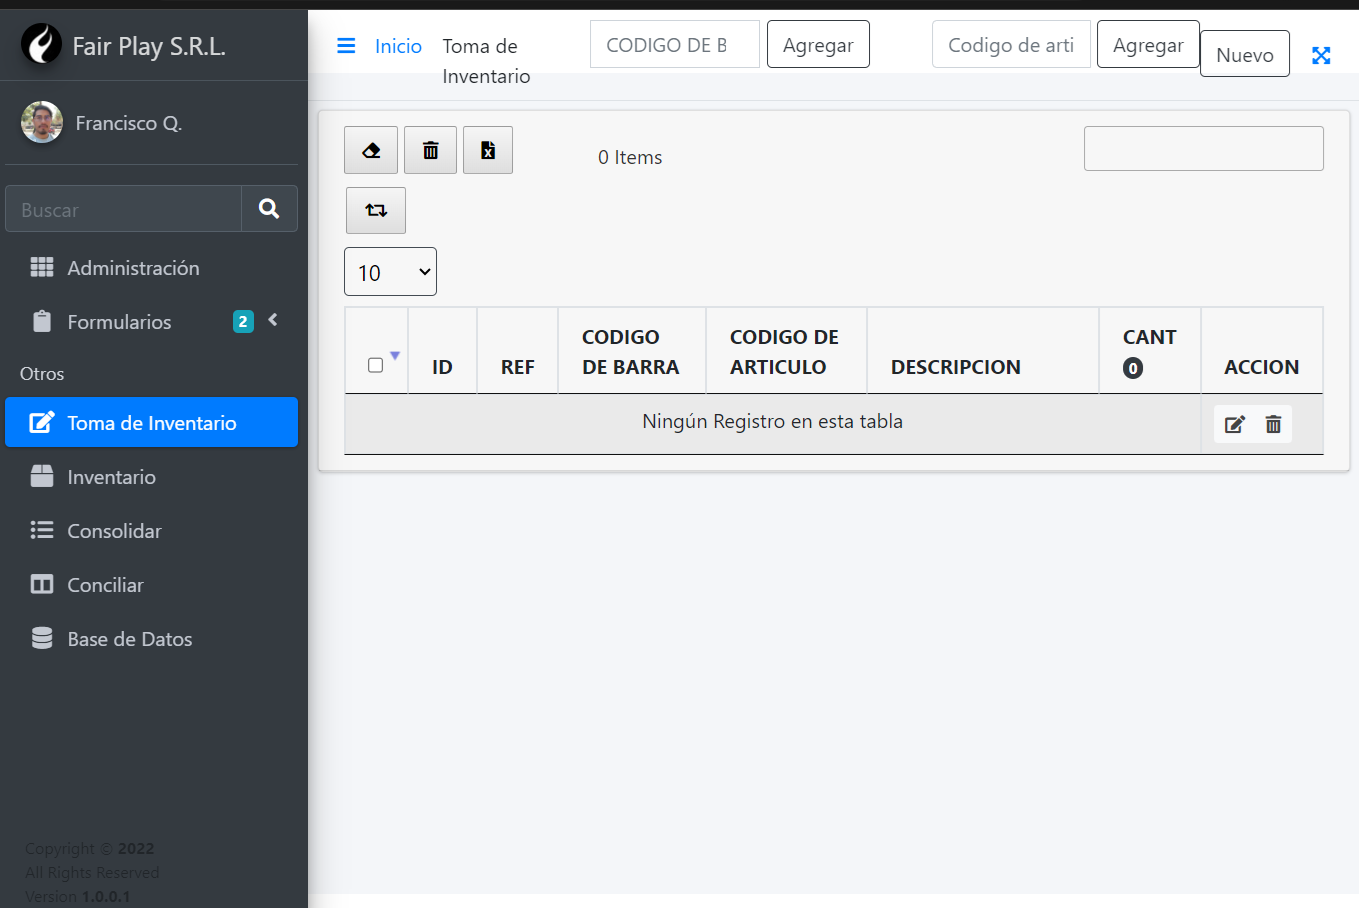 Fair Play S.R.L.
Francisco Q.
Buscar
Administración
Formularios 2
Otros
Toma de Inventario
Inventario
Consolidar
Conciliar
Base de Datos
Copyright © 2022
All Rights Reserved
Version 1.0.0.1
Inicio
Toma de
Inventario
CODIGO DE B
Agregar
Codigo de arti
Agregar
Nuevo
0 Items
10
ID
REF
CODIGO
DE BARRA
CODIGO DE
ARTICULO
DESCRIPCION
CANT
0
ACCION
Ningún Registro en esta tabla